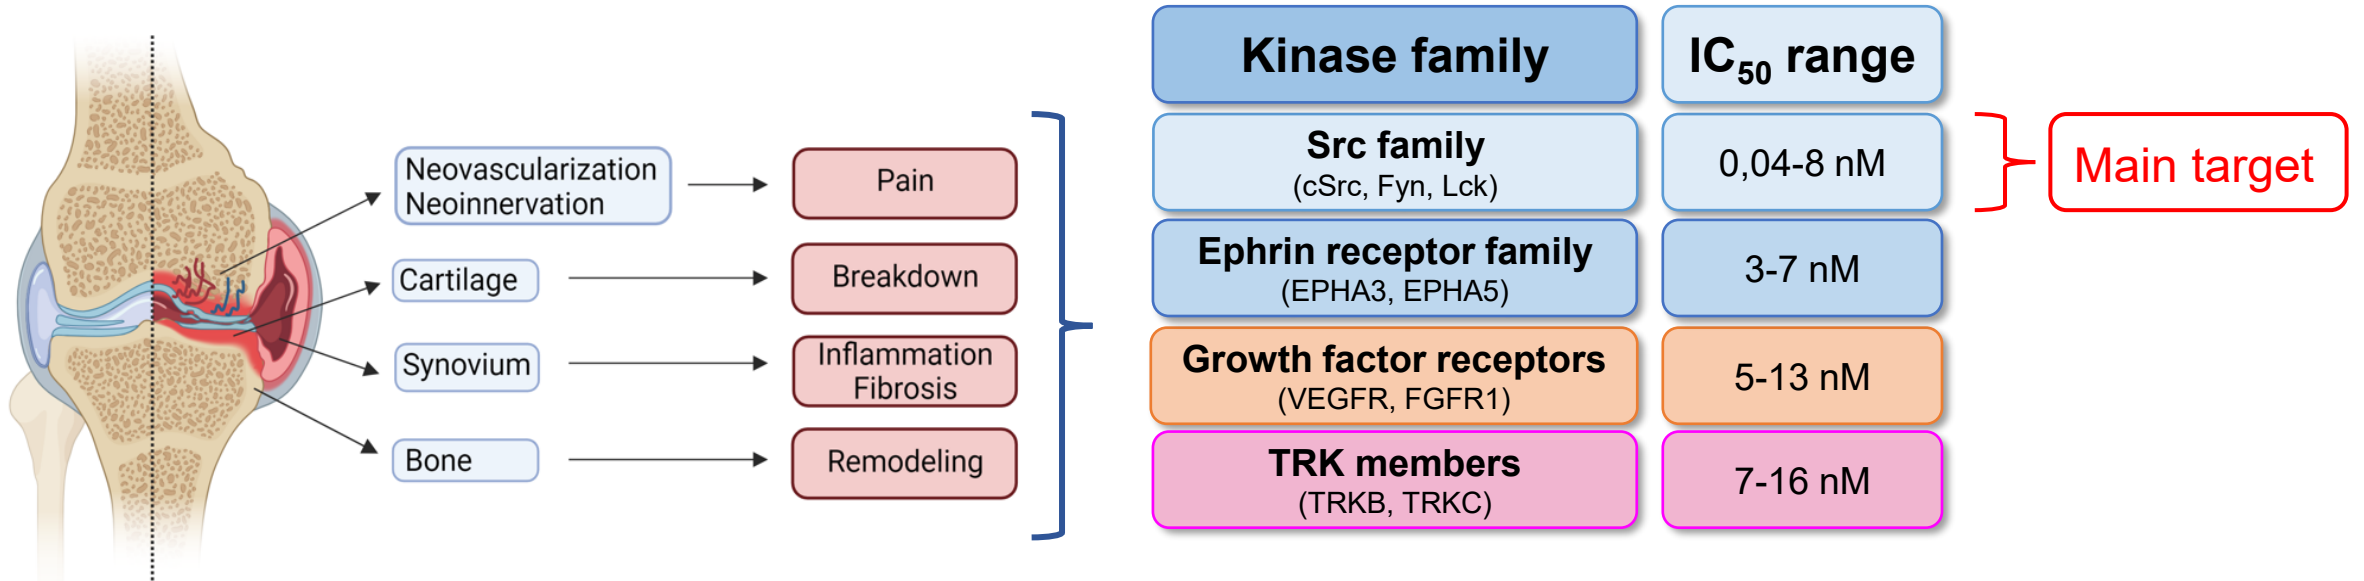 Neovascularization
Neoinnervation
Pain
Cartilage
Breakdown
Synovium
Inflammation
Fibrosis
Bone
Remodeling
Kinase family
IC50 range
Src family
(cSrc, Fyn, Lck)
0,04-8 nM
Main target
Ephrin receptor family
(EPHA3, EPHA5)
3-7 nM
Growth factor receptors
(VEGFR, FGFR1)
5-13 nM
TRK members
(TRKB, TRKC)
7-16 nM